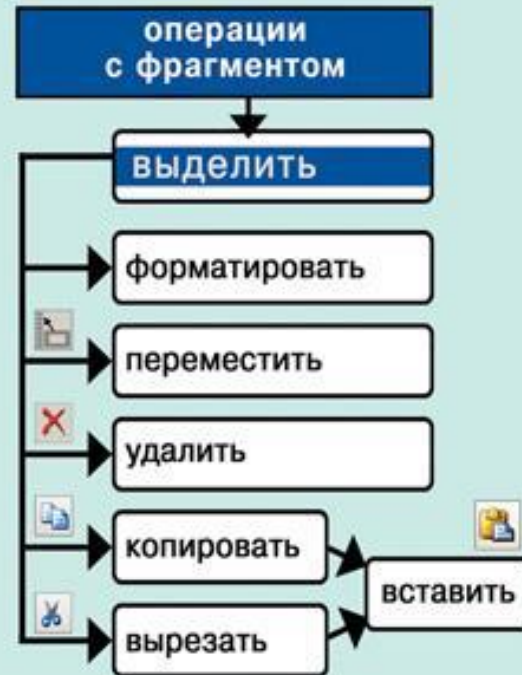 операции
с фрагментом
выделить
форматировать
переместить
удалить
копировать
вставить
вырезать